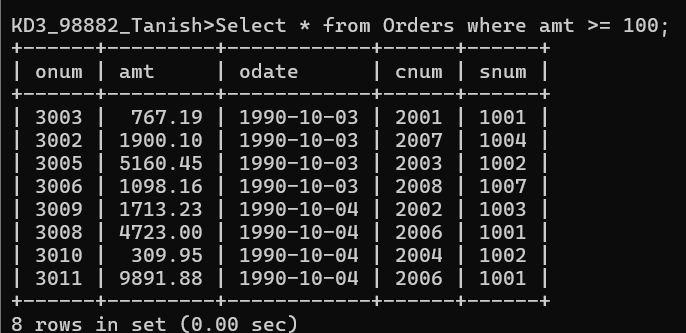 KD3_98882_Tanish>Select * from Orders where amt >= 100;
+------+---------+------------+------+------+
| onum | amt     | odate      | cnum | snum |
+------+---------+------------+------+------+
| 3003 |  767.19 | 1990-10-03 | 2001 | 1001 |
| 3002 | 1900.10 | 1990-10-03 | 2007 | 1004 |
| 3005 | 5160.45 | 1990-10-03 | 2003 | 1002 |
| 3006 | 1098.16 | 1990-10-03 | 2008 | 1007 |
| 3009 | 1713.23 | 1990-10-04 | 2002 | 1003 |
| 3008 | 4723.00 | 1990-10-04 | 2006 | 1001 |
| 3010 |  309.95 | 1990-10-04 | 2004 | 1002 |
| 3011 | 9891.88 | 1990-10-04 | 2006 | 1001 |
+------+---------+------------+------+------+
8 rows in set (0.00 sec)